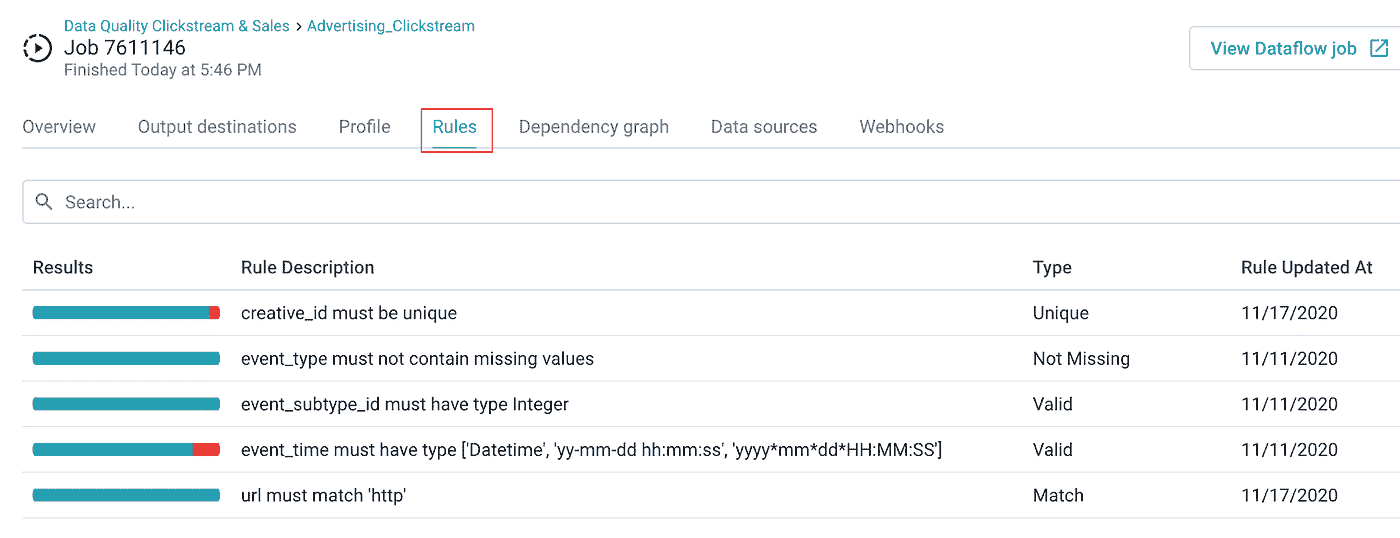 Data Quality Clickstream & Sales > Advertising_Clickstream
Job 7611146
Finished Today at 5:46 PM
View Dataflow job
Overview Output destinations Profile Rules Dependency graph Data sources Webhooks
Search...
Results Rule Description Type Rule Updated At
creative_id must be unique Unique 11/17/2020
event_type must not contain missing values Not Missing 11/11/2020
event_subtype_id must have type Integer Valid 11/11/2020
event_time must have type ['Datetime', 'yy-mm-dd hh:mm:ss', 'yyyy*mm*dd*HH:MM:SS'] Valid 11/11/2020
url must match 'http' Match 11/17/2020